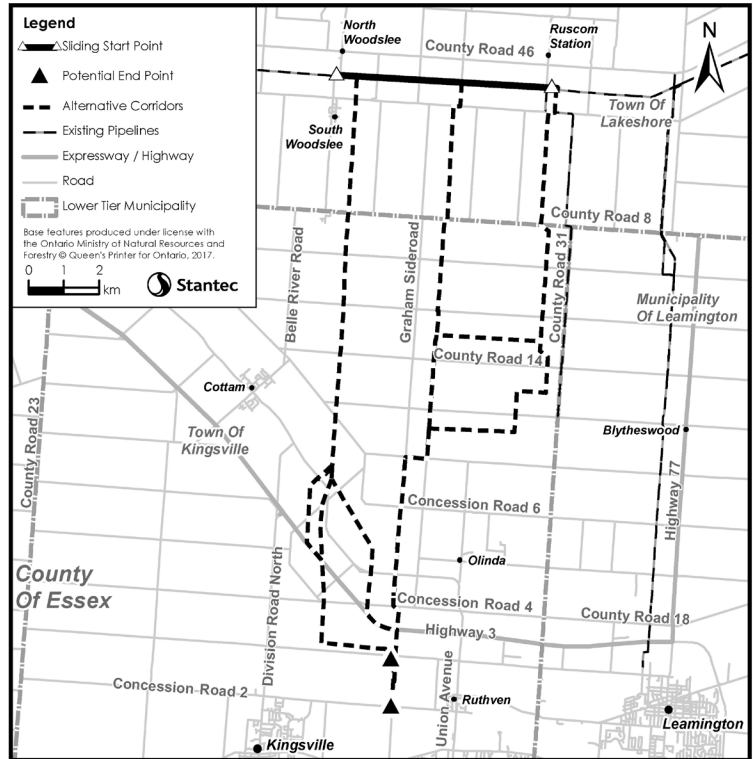 Legend
Sliding Start Point
Potential End Point
Alternative Corridors
Existing Pipelines
Expressway / Highway
Road
Lower Tier Municipality
Base features produced under license with
the Ontario Ministry of Natural Resources and
Forestry © Queen's Printer for Ontario, 2017.
0 1 2
km
Stantec
North
Woodslee
County Road 46
Ruscom
Station
N
South
Woodslee
Town Of
Lakeshore
County Road 8
Belle River Road
Graham Sideroad
County Road 31
Municipality
Of Leamington
County Road 14
Cottam
Town Of
Kingsville
County Road 23
Blytheswood
Highway 77
Concession Road 6
Olinda
County
Of Essex
Division Road North
Concession Road 4
County Road 18
Highway 3
Concession Road 2
Union Avenue
Ruthven
Leamington
Kingsville